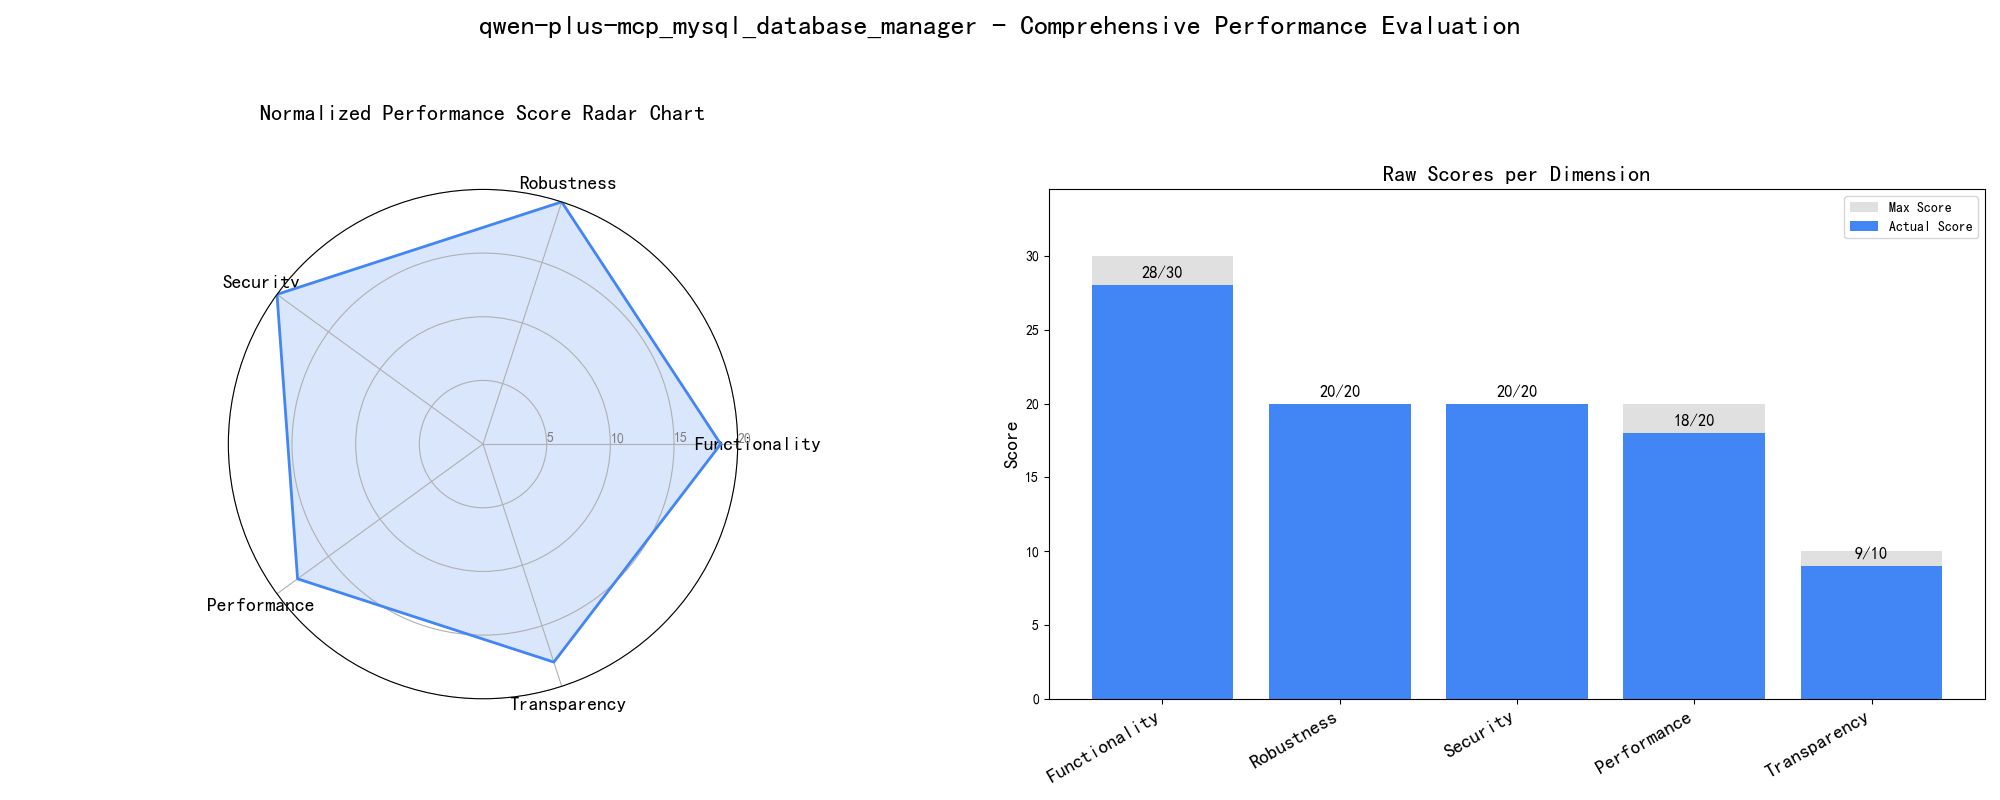 qwen-plus-mcp_mysql_database_manager - Comprehensive Performance Evaluation
Normalized Performance Score Radar Chart
Robustness
Security
Functionality
5
10
15
20
Performance
Transparency
Raw Scores per Dimension
Max Score
Actual Score
Score
30
25
20
15
10
5
0
28/30
20/20
20/20
18/20
9/10
Functionality
Robustness
Security
Performance
Transparency